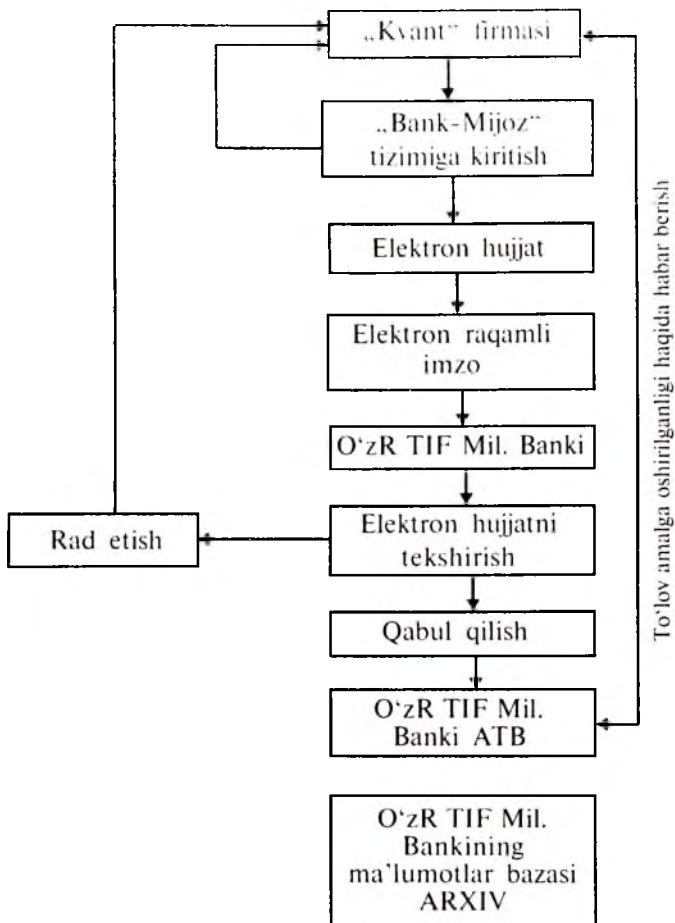 „Kvant“ firmasi
„Bank-Mijoz“
tizimiga kiritish
Elektron hujjat
Elektron raqamli
imzo
O‘zR TIF Mil. Banki
Rad etish
Elektron hujjatni
tekshirish
Qabul qilish
O‘zR TIF Mil.
Banki ATB
O‘zR TIF Mil.
Bankining
ma’lumotlar bazasi
ARXIV
To‘lov amalga oshirilganligi haqida habar berish